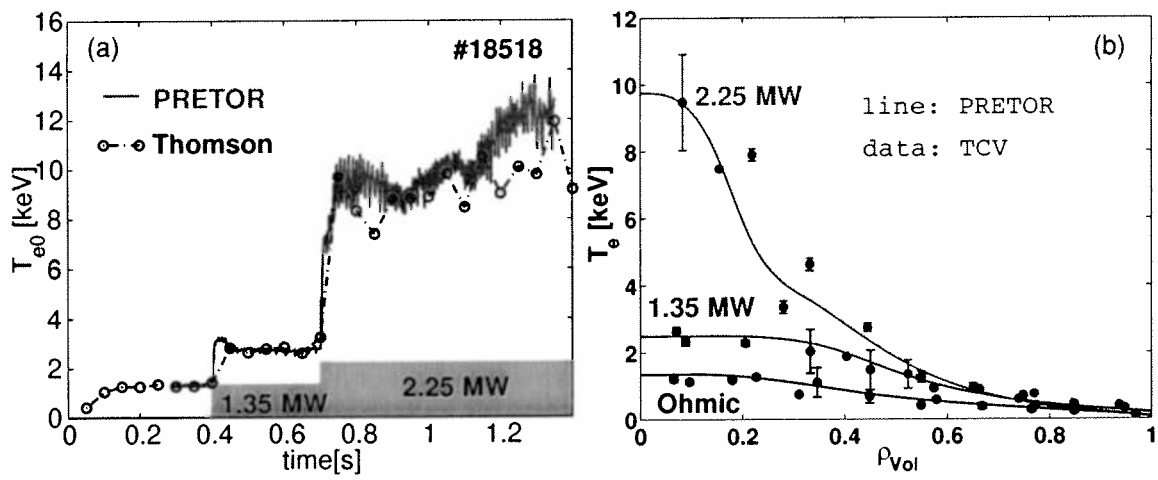 (a)
#18518
PRETOR
Thomson
T_e0 [keV]
16
14
12
10
8
6
4
2
0
1.35 MW
2.25 MW
0 0.2 0.4 0.6 0.8 1 1.2
time[s]
(b)
2.25 MW
line: PRETOR
data: TCV
T_e [keV]
12
10
8
6
4
2
0
1.35 MW
Ohmic
0 0.2 0.4 0.6 0.8 1
ρ_Vol